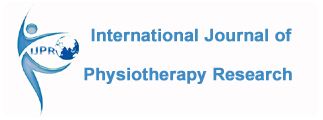 IJPR
International Journal of
Physiotherapy Research